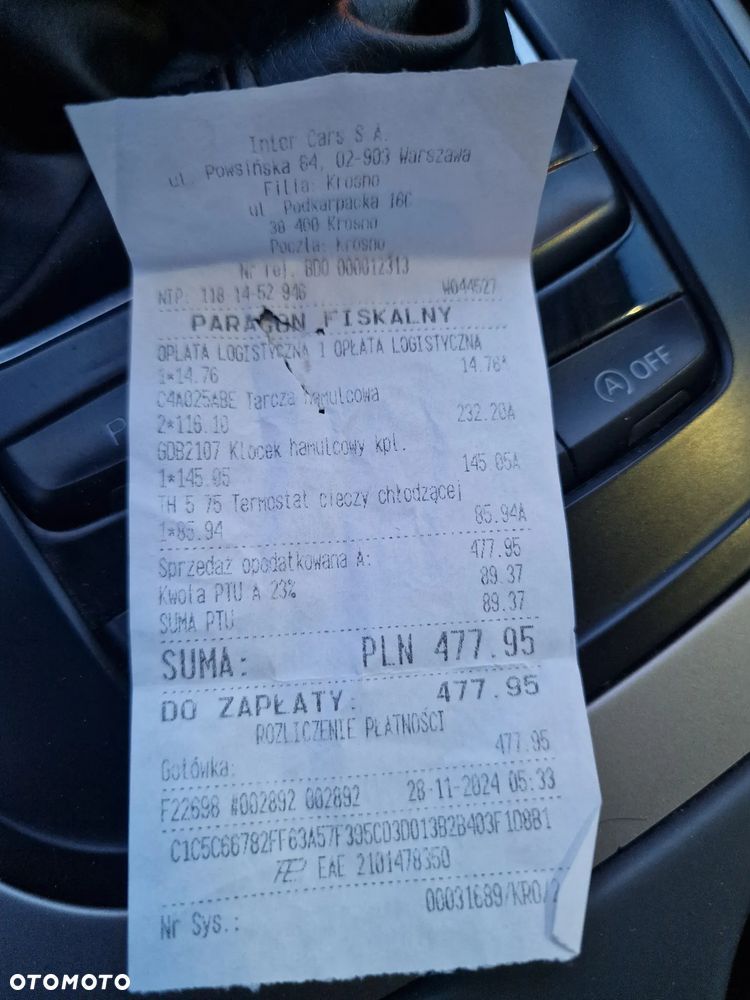 Inter Cars S.A.
ul. Powsińska 64, 02-903 Warszawa
Filia: Krosno
ul. Podkarpacka 16C
38-400 Krosno
Poczta: Krosno
Nr rej. BDO 000012313
NIP: 118-14-52-946 W044527
PARAGON FISKALNY
OPŁATA LOGISTYCZNA 1 OPŁATA LOGISTYCZNA
1*14.76 14.76A
C4A025ABE Tarcza hamulcowa
2*116.10 232.20A
GDB2107 Klocek hamulcowy kpl.
1*145.05 145.05A
TH 5 75 Termostat cieczy chłodzącej
1*85.94 85.94A
Sprzedaż opodatkowana A: 477.95
Kwota PTU A 23% 89.37
SUMA PTU 89.37
SUMA: PLN 477.95
DO ZAPŁATY: 477.95
ROZLICZENIE PŁATNOŚCI
Gotówka: 477.95
F22698 #002892 002892 28-11-2024 05:33
C1C5C66782FF63A57F395CD3D013B2B403F1D8B1
EAE 2101478350
00031689/KRO/2
Nr Sys.:
A OFF
P
OTOMOTO